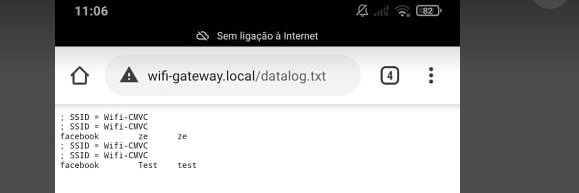 11:06 82
Sem ligação à Internet
wifi-gateway.local/datalog.txt 4
; SSID = Wifi-CMVC
; SSID = Wifi-CMVC
facebook ze ze
; SSID = Wifi-CMVC
; SSID = Wifi-CMVC
facebook Test test